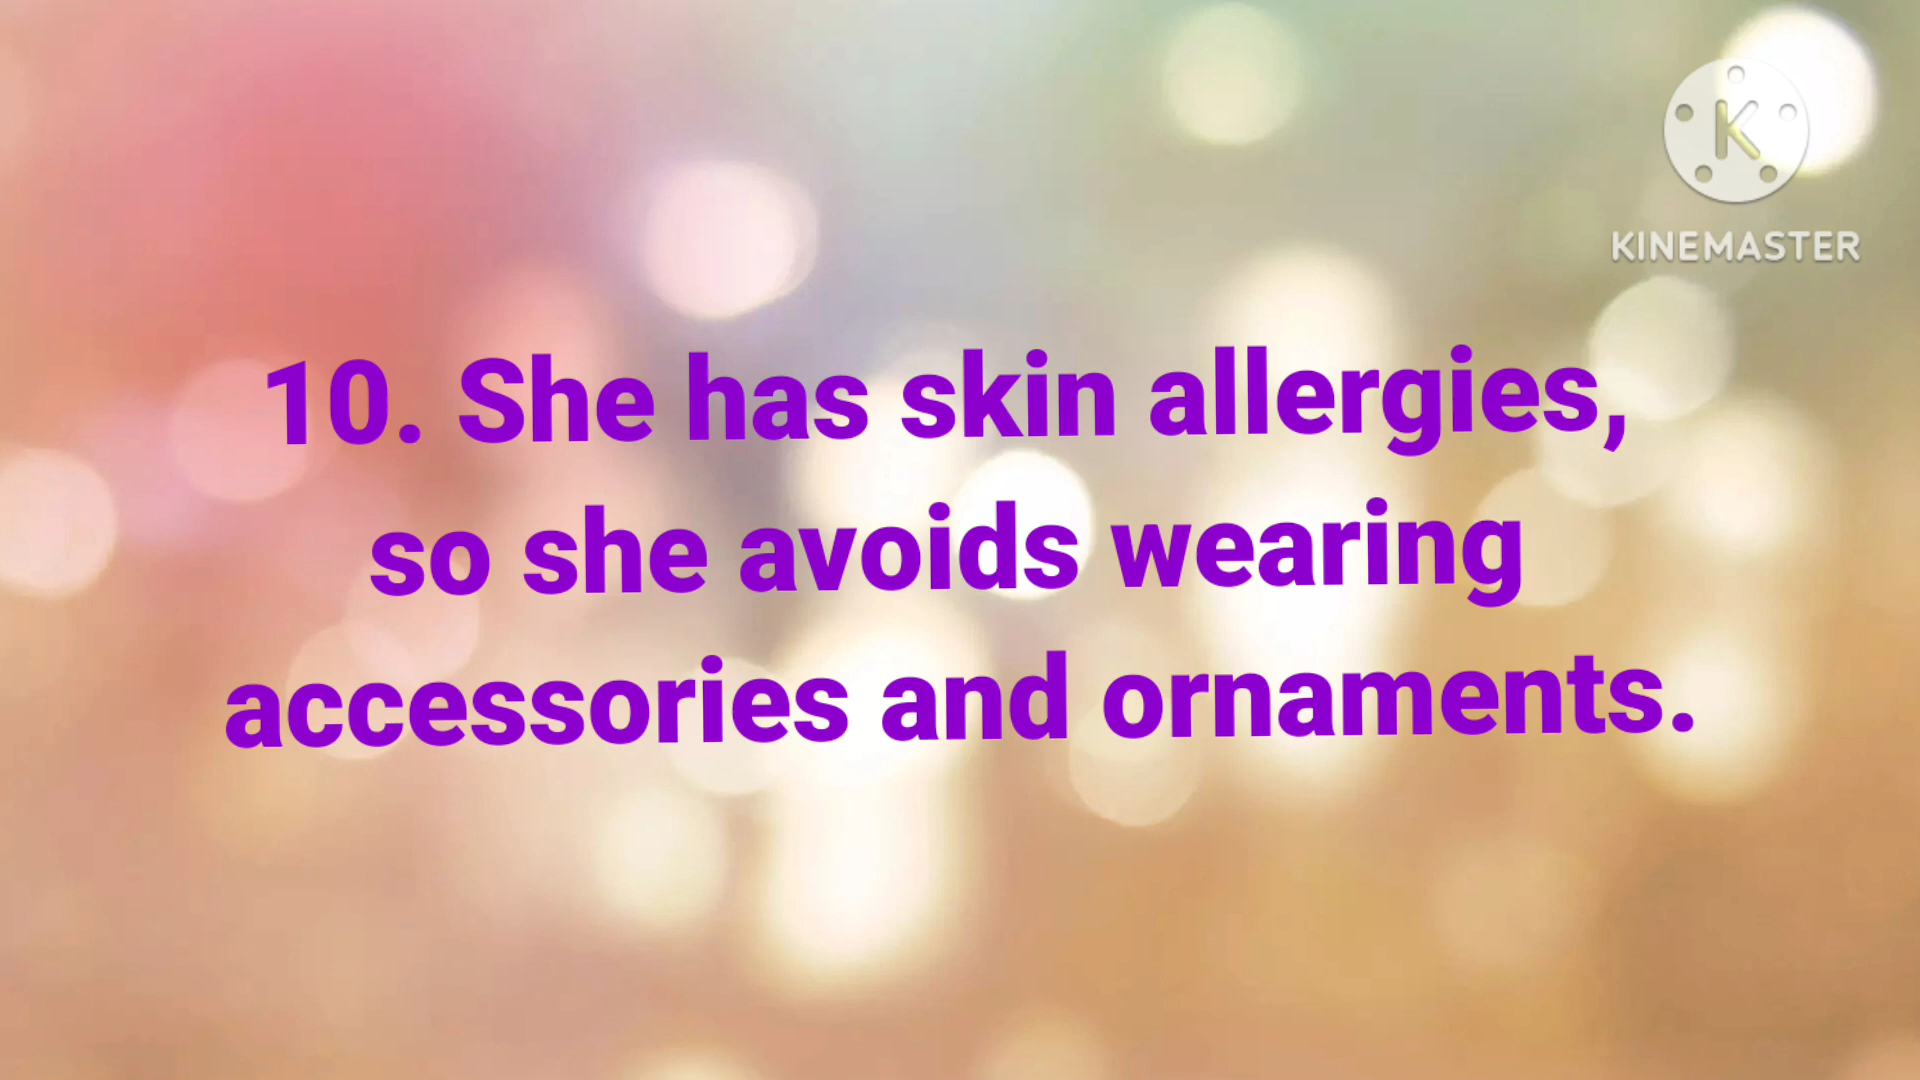 K
KINEMASTER
10. She has skin allergies,
so she avoids wearing
accessories and ornaments.